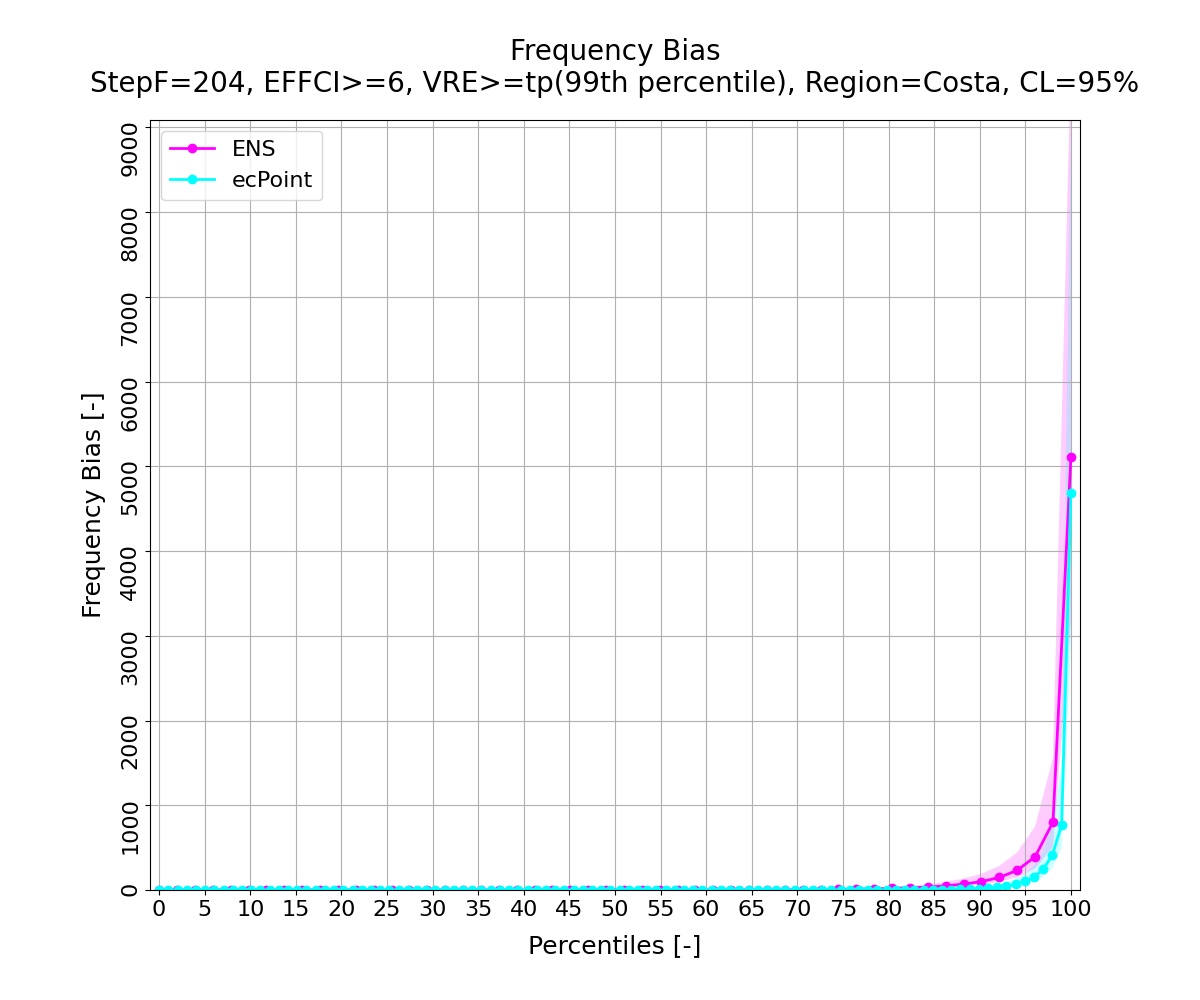 Frequency Bias
StepF=204, EFFCI>=6, VRE>=tp(99th percentile), Region=Costa, CL=95%
ENS
ecPoint
9000
8000
7000
6000
5000
4000
3000
2000
1000
0
Frequency Bias [-]
0 5 10 15 20 25 30 35 40 45 50 55 60 65 70 75 80 85 90 95 100
Percentiles [-]